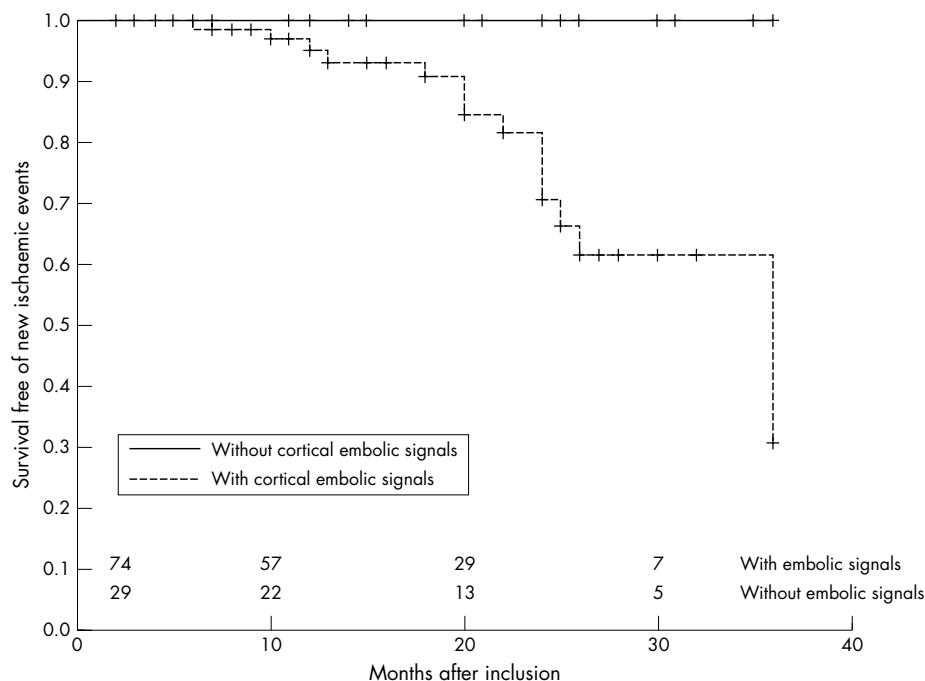 1.0
0.9
0.8
0.7
0.6
0.5
0.4
0.3
0.2
0.1
0.0
Survival free of new ischaemic events
Without cortical embolic signals
With cortical embolic signals
74 57 29 7 With embolic signals
29 22 13 5 Without embolic signals
0 10 20 30 40
Months after inclusion